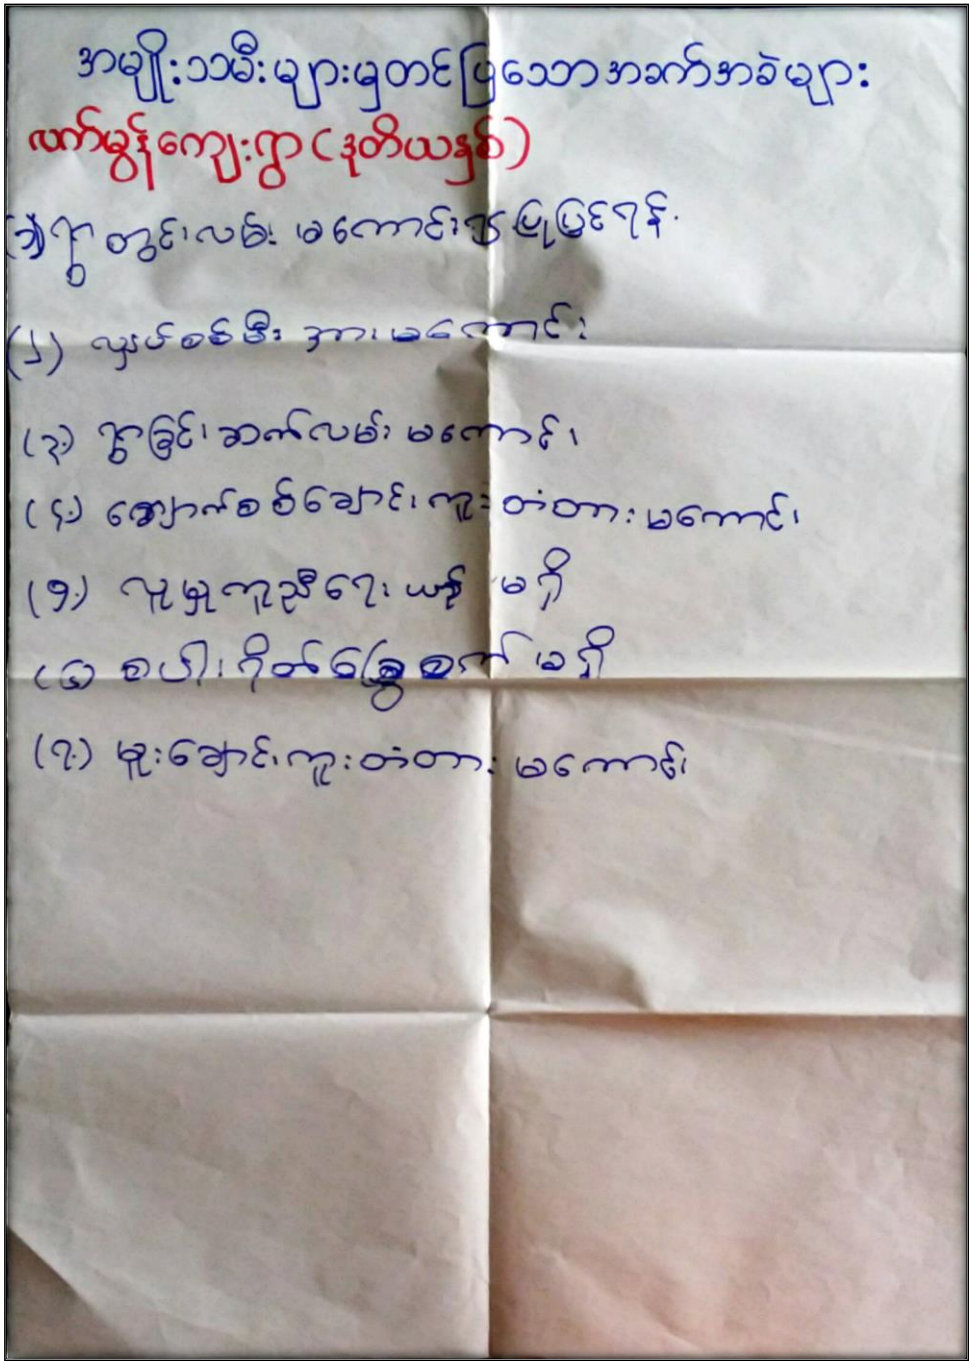 အမျိုးသမီးများမှတင်ပြသောအခက်အခဲများ
လက်မွန်ကျေးရွာ (ဒုတိယနှစ်)
(၁) ရွာတွင်းလမ်း မကောင်း၍ ပြုပြင်ရန်.
(၂) လျှပ်စစ်မီး အားမကောင်း
(၃) ရွာခြင်းဆက်လမ်း မကောင်း
(၄) ကျောက်စစ်ချောင်းကူးတံတား မကောင်း
(၅) လူမှုကူညီရေးယာဉ် မရှိ
(၆) စပါးရိတ်ခြွေစက် မရှိ
(၇) မူးချောင်းကူးတံတား မကောင်း